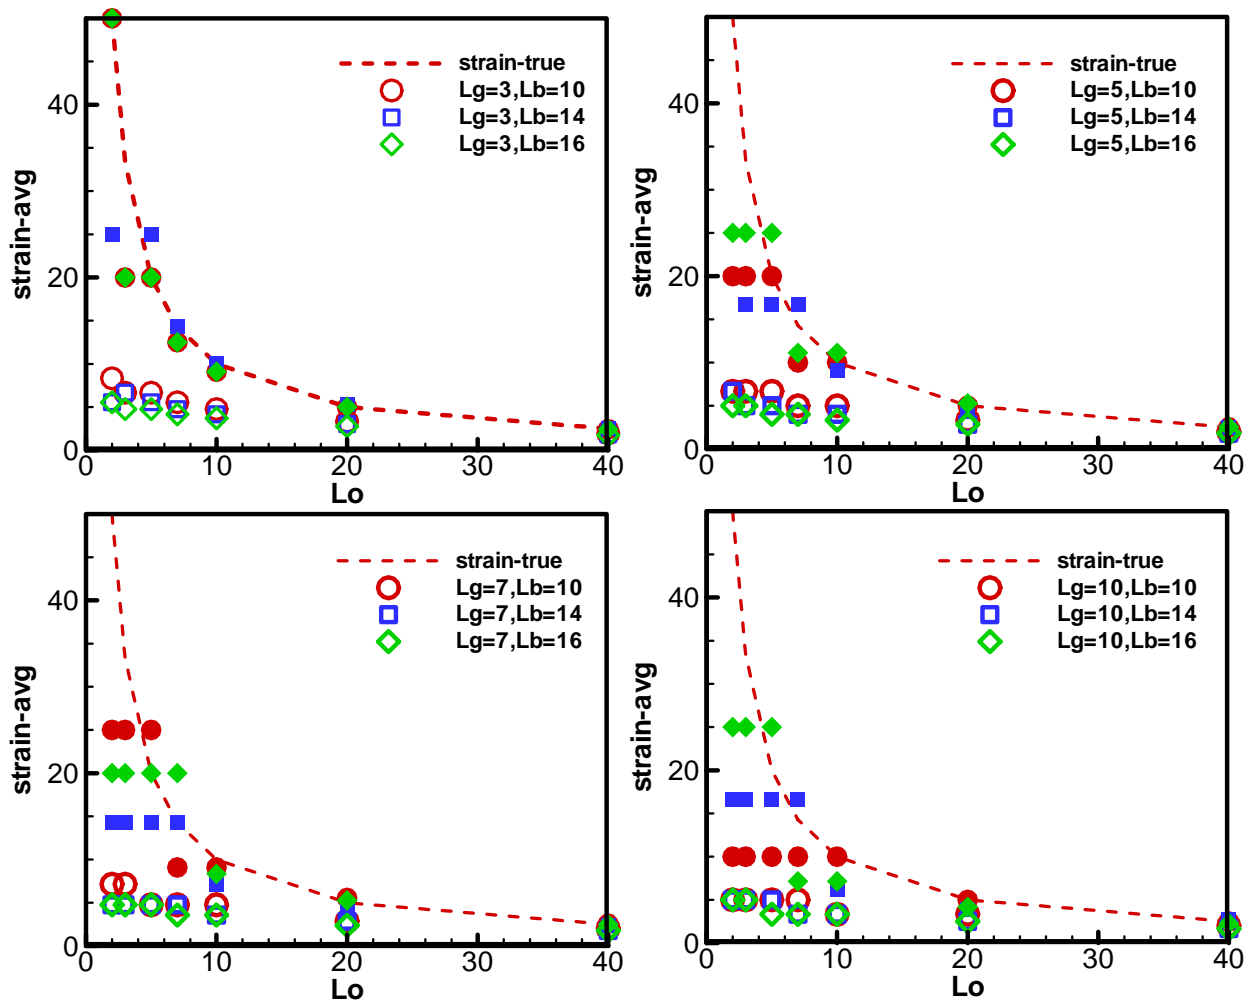 strain-true
Lg=3,Lb=10
Lg=3,Lb=14
Lg=3,Lb=16
40
20
0
strain-avg
0 10 20 30 40
Lo
strain-true
Lg=5,Lb=10
Lg=5,Lb=14
Lg=5,Lb=16
40
20
0
strain-avg
0 10 20 30 40
Lo
strain-true
Lg=7,Lb=10
Lg=7,Lb=14
Lg=7,Lb=16
40
20
0
strain-avg
0 10 20 30 40
Lo
strain-true
Lg=10,Lb=10
Lg=10,Lb=14
Lg=10,Lb=16
40
20
0
strain-avg
0 10 20 30 40
Lo